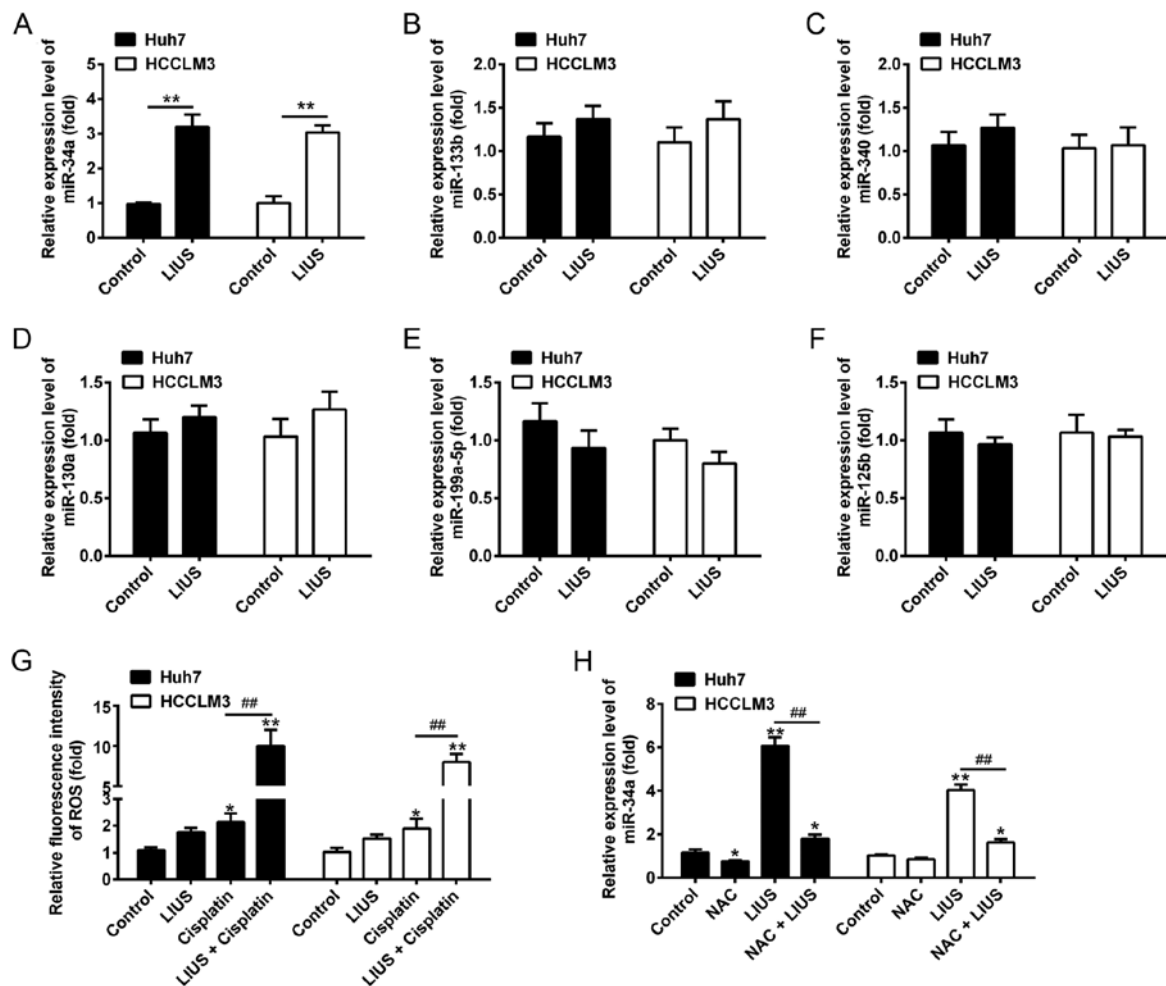 A
Huh7
HCCLM3
Relative expression level of
miR-34a (fold)
5
4
3
2
1
0
**
**
Control
LIUS
Control
LIUS
B
Huh7
HCCLM3
Relative expression level of
miR-133b (fold)
2.0
1.5
1.0
0.5
0.0
Control
LIUS
Control
LIUS
C
Huh7
HCCLM3
Relative expression level of
miR-340 (fold)
2.0
1.5
1.0
0.5
0.0
Control
LIUS
Control
LIUS
D
Huh7
HCCLM3
Relative expression level of
miR-130a (fold)
1.5
1.0
0.5
0.0
Control
LIUS
Control
LIUS
E
Huh7
HCCLM3
Relative expression level of
miR-199a-5p (fold)
1.5
1.0
0.5
0.0
Control
LIUS
Control
LIUS
F
Huh7
HCCLM3
Relative expression level of
miR-125b (fold)
1.5
1.0
0.5
0.0
Control
LIUS
Control
LIUS
G
Huh7
HCCLM3
Relative fluorescence intensity
of ROS (fold)
15
10
5
3
2
1
0
*
##
**
*
##
**
Control
LIUS
Cisplatin
LIUS + Cisplatin
Control
LIUS
Cisplatin
LIUS + Cisplatin
H
Huh7
HCCLM3
Relative expression level of
miR-34a (fold)
8
6
4
2
0
*
##
**
*
##
**
*
Control
NAC
LIUS
NAC + LIUS
Control
NAC
LIUS
NAC + LIUS